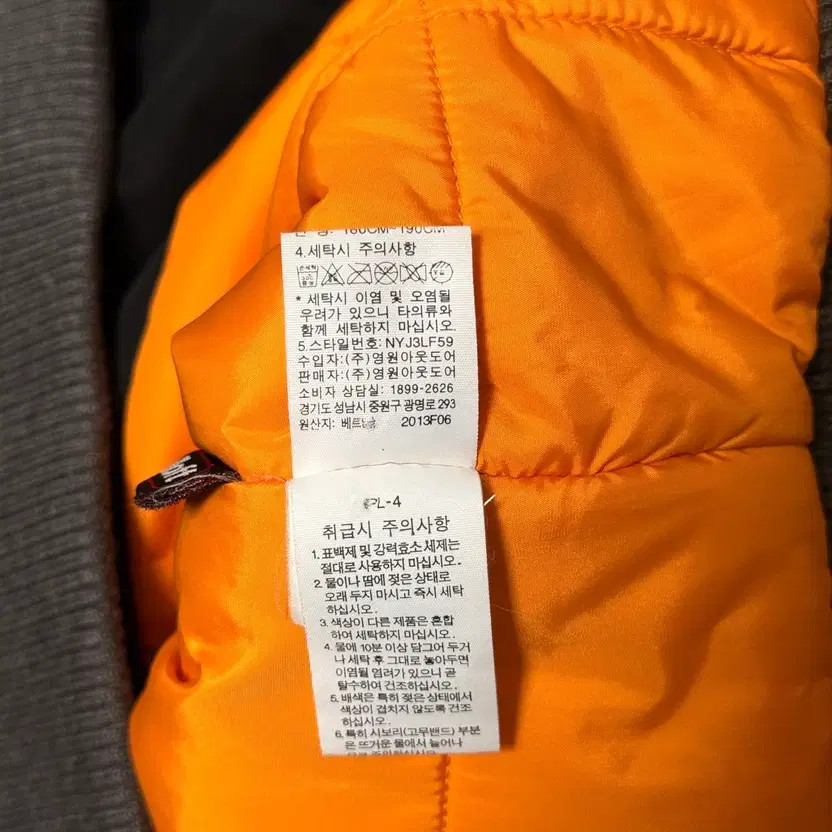 180CM~190CM
4.세탁시 주의사항
* 세탁시 이염 및 오염될
우려가 있으니 타의류와
함께 세탁하지 마십시오.
5.스타일번호: NYJ3LF59
수입자:(주)영원아웃도어
판매자:(주)영원아웃도어
소비자 상담실: 1899-2626
경기도 성남시 중원구 광명로 293
원산지: 베트남 2013F06
PL-4
취급시 주의사항
1. 표백제 및 강력효소 세제는
절대로 사용하지 마십시오.
2. 물이나 땀에 젖은 상태로
오래 두지 마시고 즉시 세탁
하십시오.
3. 색상이 다른 제품은 혼합
하여 세탁하지 마십시오.
4. 물에 10분 이상 담그어 두거
나 세탁 후 그대로 놓아두면
이염될 염려가 있으니 곧
탈수하여 건조하십시오.
5. 배색은 특히 젖은 상태에서
색상이 겹치지 않도록 건조
하십시오.
6. 특히 시보리(고무밴드) 부분
은 뜨거운 물에서 늘어나